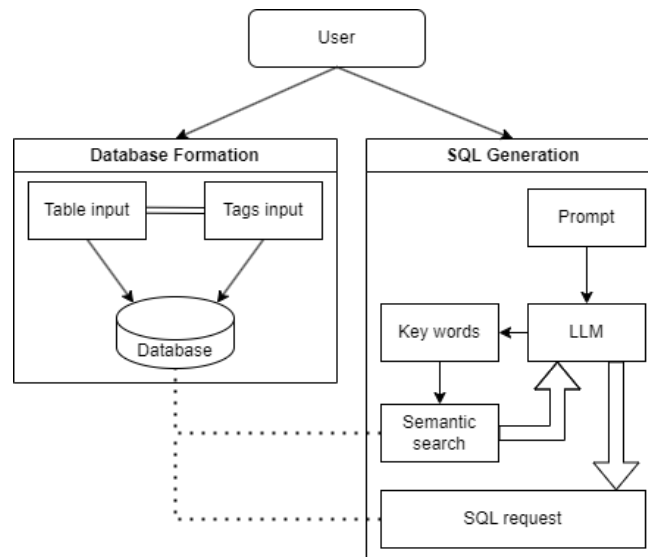 User
Database Formation
Table input
Tags input
Database
SQL Generation
Prompt
Key words
LLM
Semantic
search
SQL request